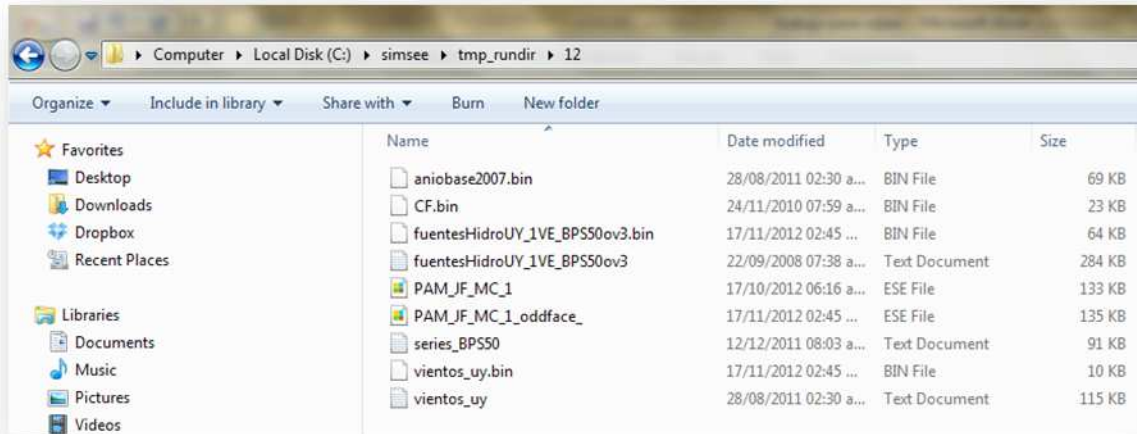 Computer Local Disk (C:) simsee tmp_rundir 12
Organize Include in library Share with Burn New folder
Favorites
Desktop
Downloads
Dropbox
Recent Places
Libraries
Documents
Music
Pictures
Videos
Name Date modified Type Size
aniobase2007.bin 28/08/2011 02:30 a... BIN File 69 KB
CF.bin 24/11/2010 07:59 a... BIN File 23 KB
fuentesHidroUY_1VE_BPS50ov3.bin 17/11/2012 02:45 ... BIN File 64 KB
fuentesHidroUY_1VE_BPS50ov3 22/09/2008 07:38 a... Text Document 284 KB
PAM_JF_MC_1 17/10/2012 06:16 a... ESE File 133 KB
PAM_JF_MC_1_oddface_ 17/11/2012 02:45 ... ESE File 135 KB
series_BPS50 12/12/2011 08:03 a... Text Document 91 KB
vientos_uy.bin 17/11/2012 02:45 ... BIN File 10 KB
vientos_uy 28/08/2011 02:30 a... Text Document 115 KB